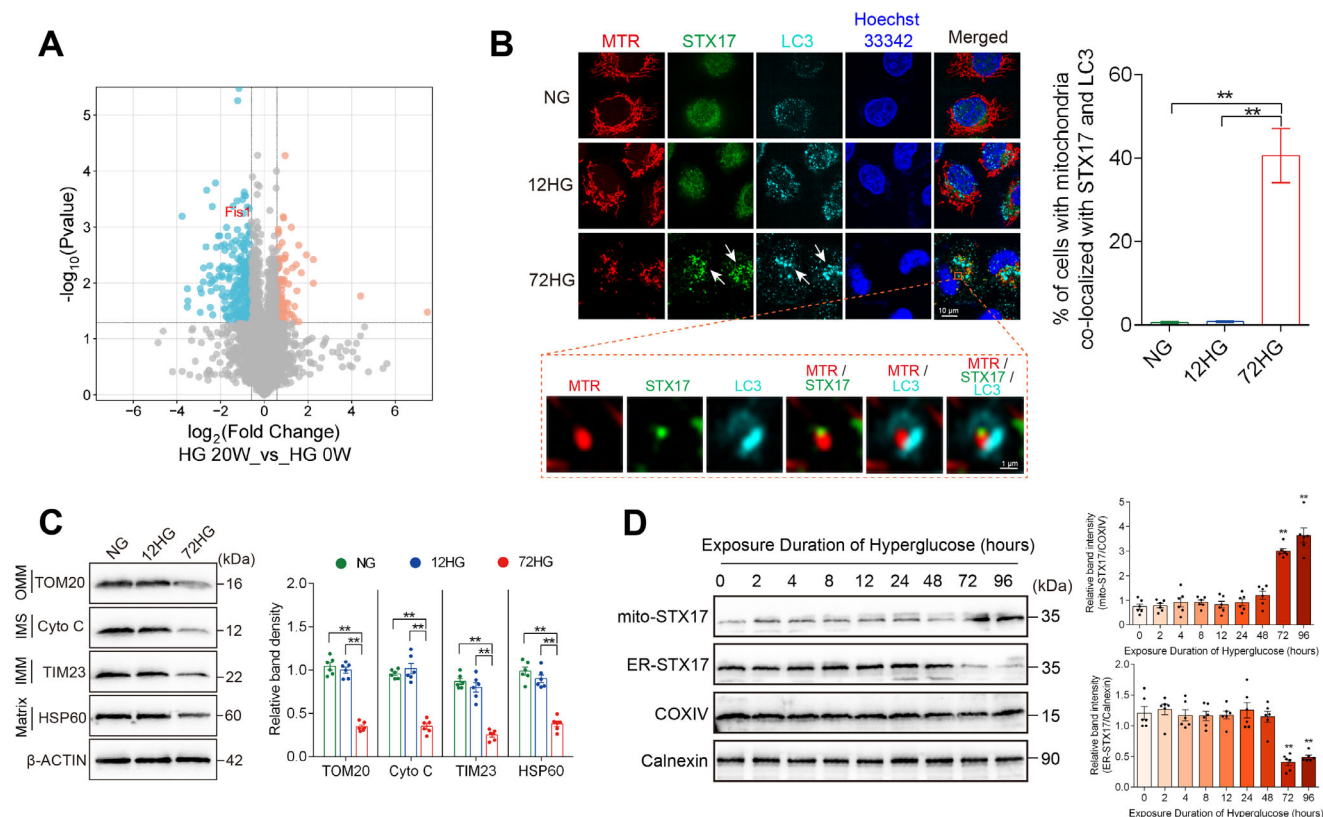 A
5
4
3
2
1
0
-log10(Pvalue)
Fis1
−6
−4
−2
0
2
4
6
log2(Fold Change)
HG 20W_vs_HG 0W
B
MTR
STX17
LC3
Hoechst
33342
Merged
NG
12HG
72HG
10 μm
MTR
STX17
LC3
MTR /
STX17
MTR /
LC3
MTR /
STX17 /
LC3
1 μm
% of cells with mitochondria
co-localized with STX17 and LC3
60
40
20
0
**
**
NG
12HG
72HG
C
NG
12HG
72HG
(kDa)
OMM
TOM20
16
IMS
Cyto C
12
IMM
TIM23
22
Matrix
HSP60
60
β-ACTIN
42
NG
12HG
72HG
Relative band density
2.0
1.5
1.0
0.5
0.0
**
**
**
**
**
**
**
**
TOM20
Cyto C
TIM23
HSP60
D
Exposure Duration of Hyperglucose (hours)
0 2 4 8 12 24 48 72 96
(kDa)
mito-STX17
35
ER-STX17
35
COXIV
15
Calnexin
90
Relative band intensity
(mito-STX17/COXIV)
5
4
3
2
1
0
**
**
0 2 4 8 12 24 48 72 96
Exposure Duration of Hyperglucose (hours)
Relative band intensity
(ER-STX17/Calnexin)
2.0
1.5
1.0
0.5
0.0
**
**
0 2 4 8 12 24 48 72 96
Exposure Duration of Hyperglucose (hours)